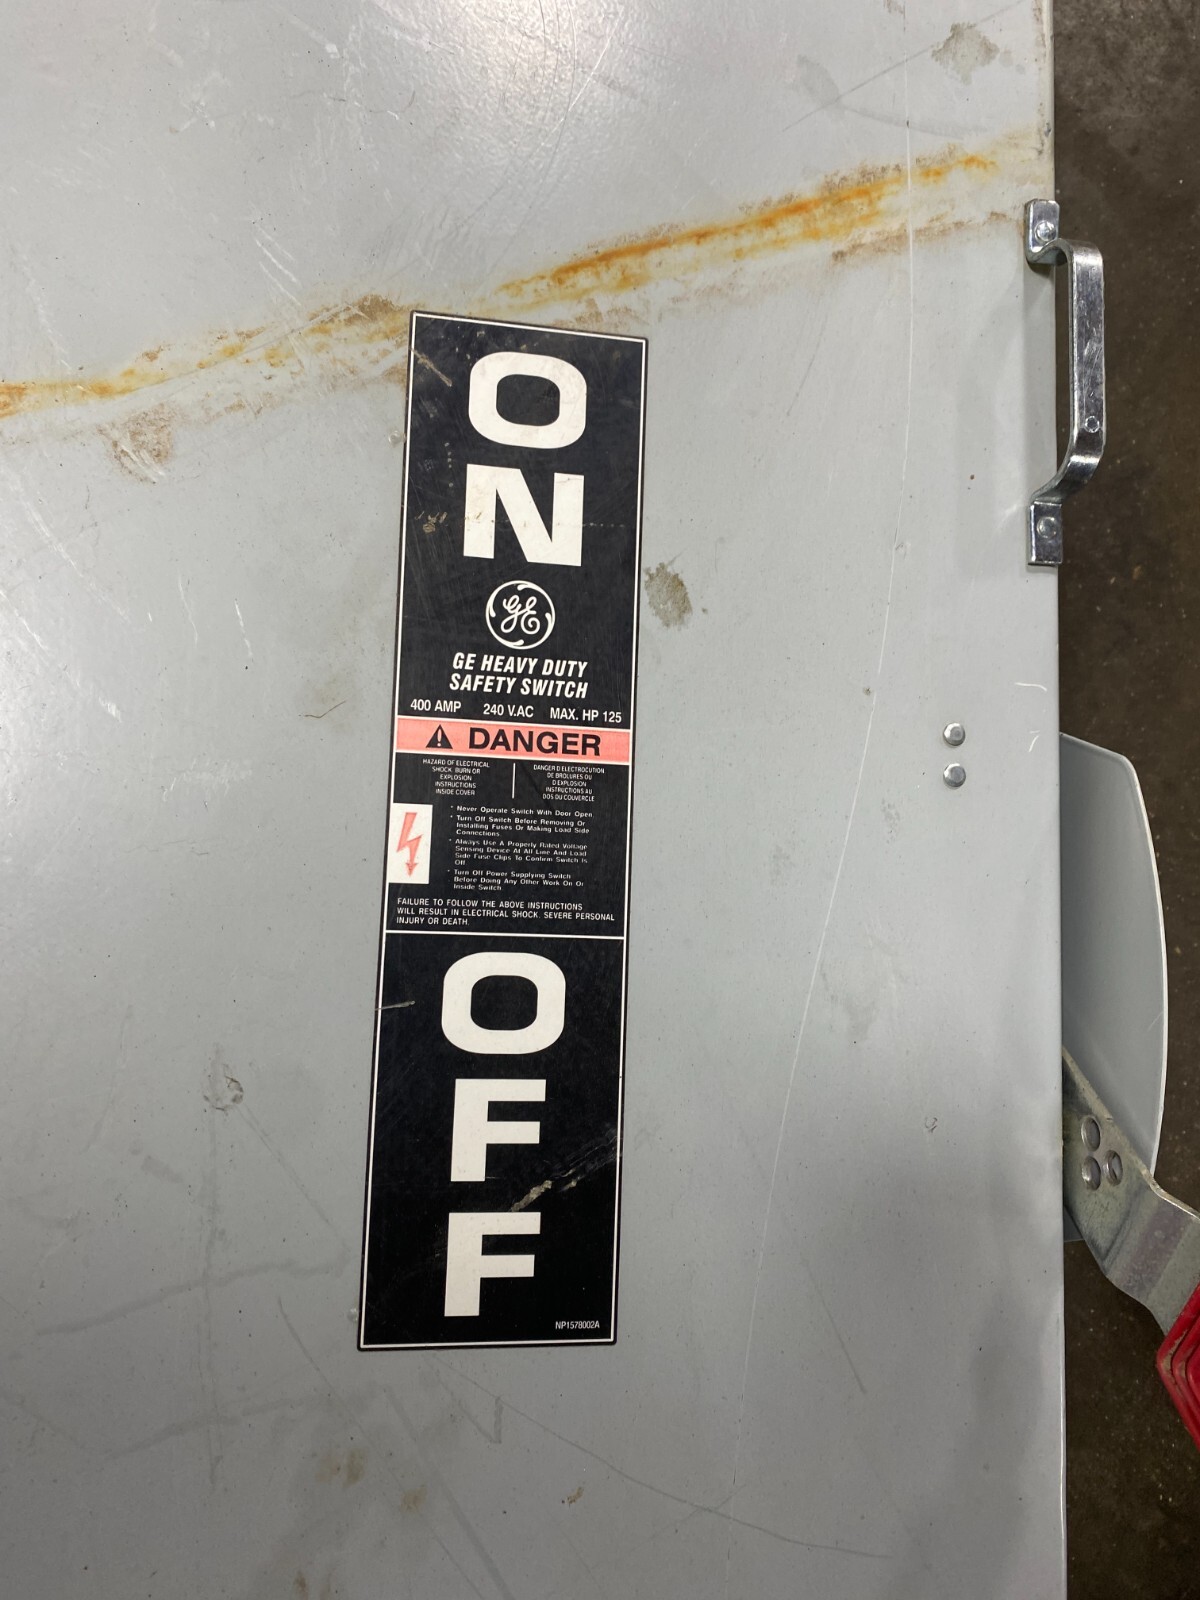 ON
GE
GE HEAVY DUTY
SAFETY SWITCH
400 AMP 240 V.AC MAX. HP 125
DANGER
HAZARD OF ELECTRICAL
SHOCK, BURN OR
EXPLOSION
INSTRUCTIONS
INSIDE COVER
DANGER D ELECTROCUTION
DE BROLURES OU
D EXPLOSION
INSTRUCTIONS AU
DOS DU COUVERCLE
* Never Operate Switch With Door Open.
* Turn Off Switch Before Removing Or
Installing Fuses Or Making Load Side
Connections.
* Always Use A Properly Rated Voltage
Sensing Device At All Line And Load
Side Fuse Clips To Confirm Switch Is
Off.
* Turn Off Power Supplying Switch
Before Doing Any Other Work On Or
Inside Switch.
FAILURE TO FOLLOW THE ABOVE INSTRUCTIONS
WILL RESULT IN ELECTRICAL SHOCK, SEVERE PERSONAL
INJURY OR DEATH.
OFF
NP1578002A